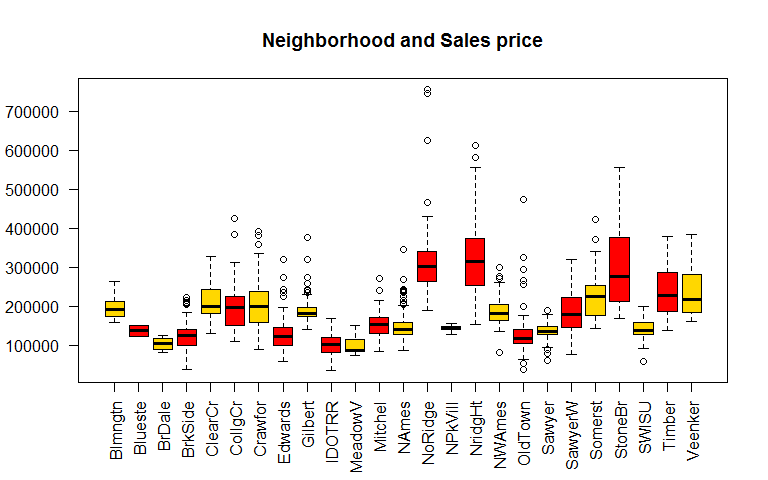 Neighborhood and Sales price
700000
600000
500000
400000
300000
200000
100000
Blmngtn
Blueste
BrDale
BrkSide
ClearCr
CollgCr
Crawfor
Edwards
Gilbert
IDOTRR
MeadowV
Mitchel
NAmes
NoRidge
NPkVill
NridgHt
NWAmes
OldTown
Sawyer
SawyerW
Somerst
StoneBr
SWISU
Timber
Veenker